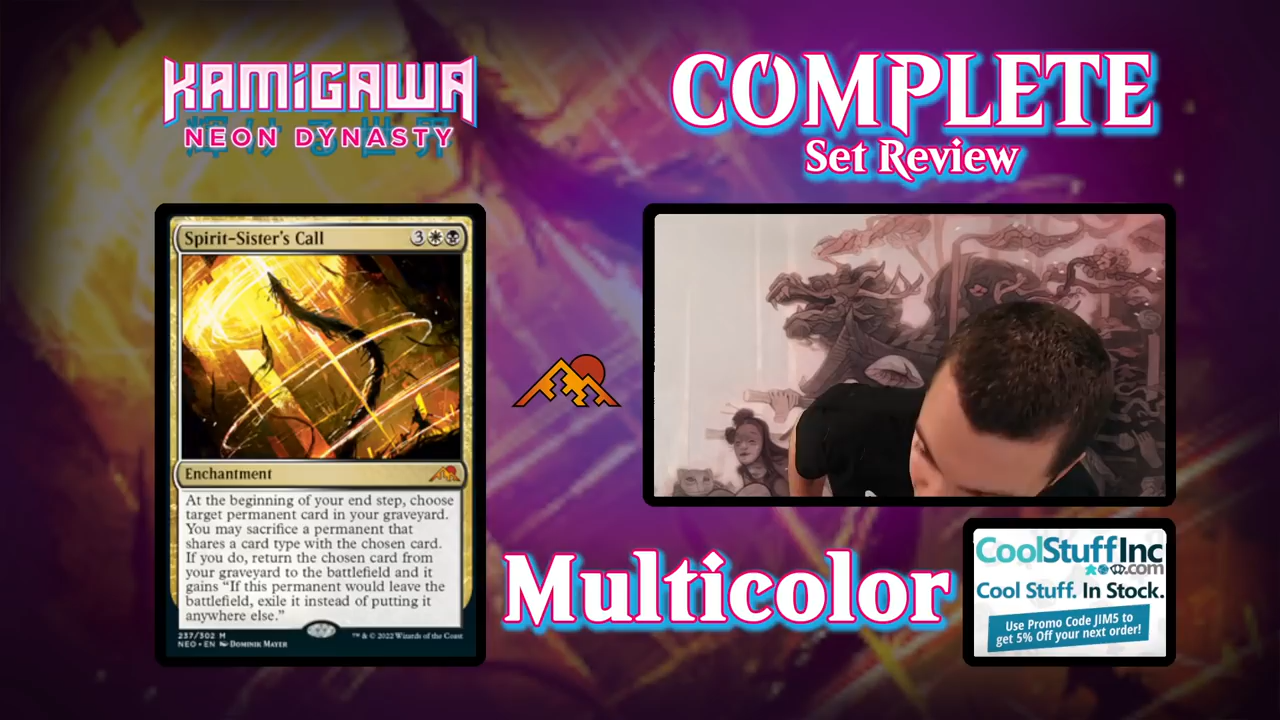 KAMIGAWA
輝ける世界
NEON DYNASTY
COMPLETE
Set Review
Spirit-Sister's Call
3
Enchantment
At the beginning of your end step, choose
target permanent card in your graveyard.
You may sacrifice a permanent that
shares a card type with the chosen card.
If you do, return the chosen card from
your graveyard to the battlefield and it
gains “If this permanent would leave the
battlefield, exile it instead of putting it
anywhere else.”
237/302 M
NEO • EN DOMINIK MAYER
™ & © 2022 Wizards of the Coast
Multicolor
CoolStuffInc
.com
Cool Stuff. In Stock.
Use Promo Code JIM5 to
get 5% Off your next order!